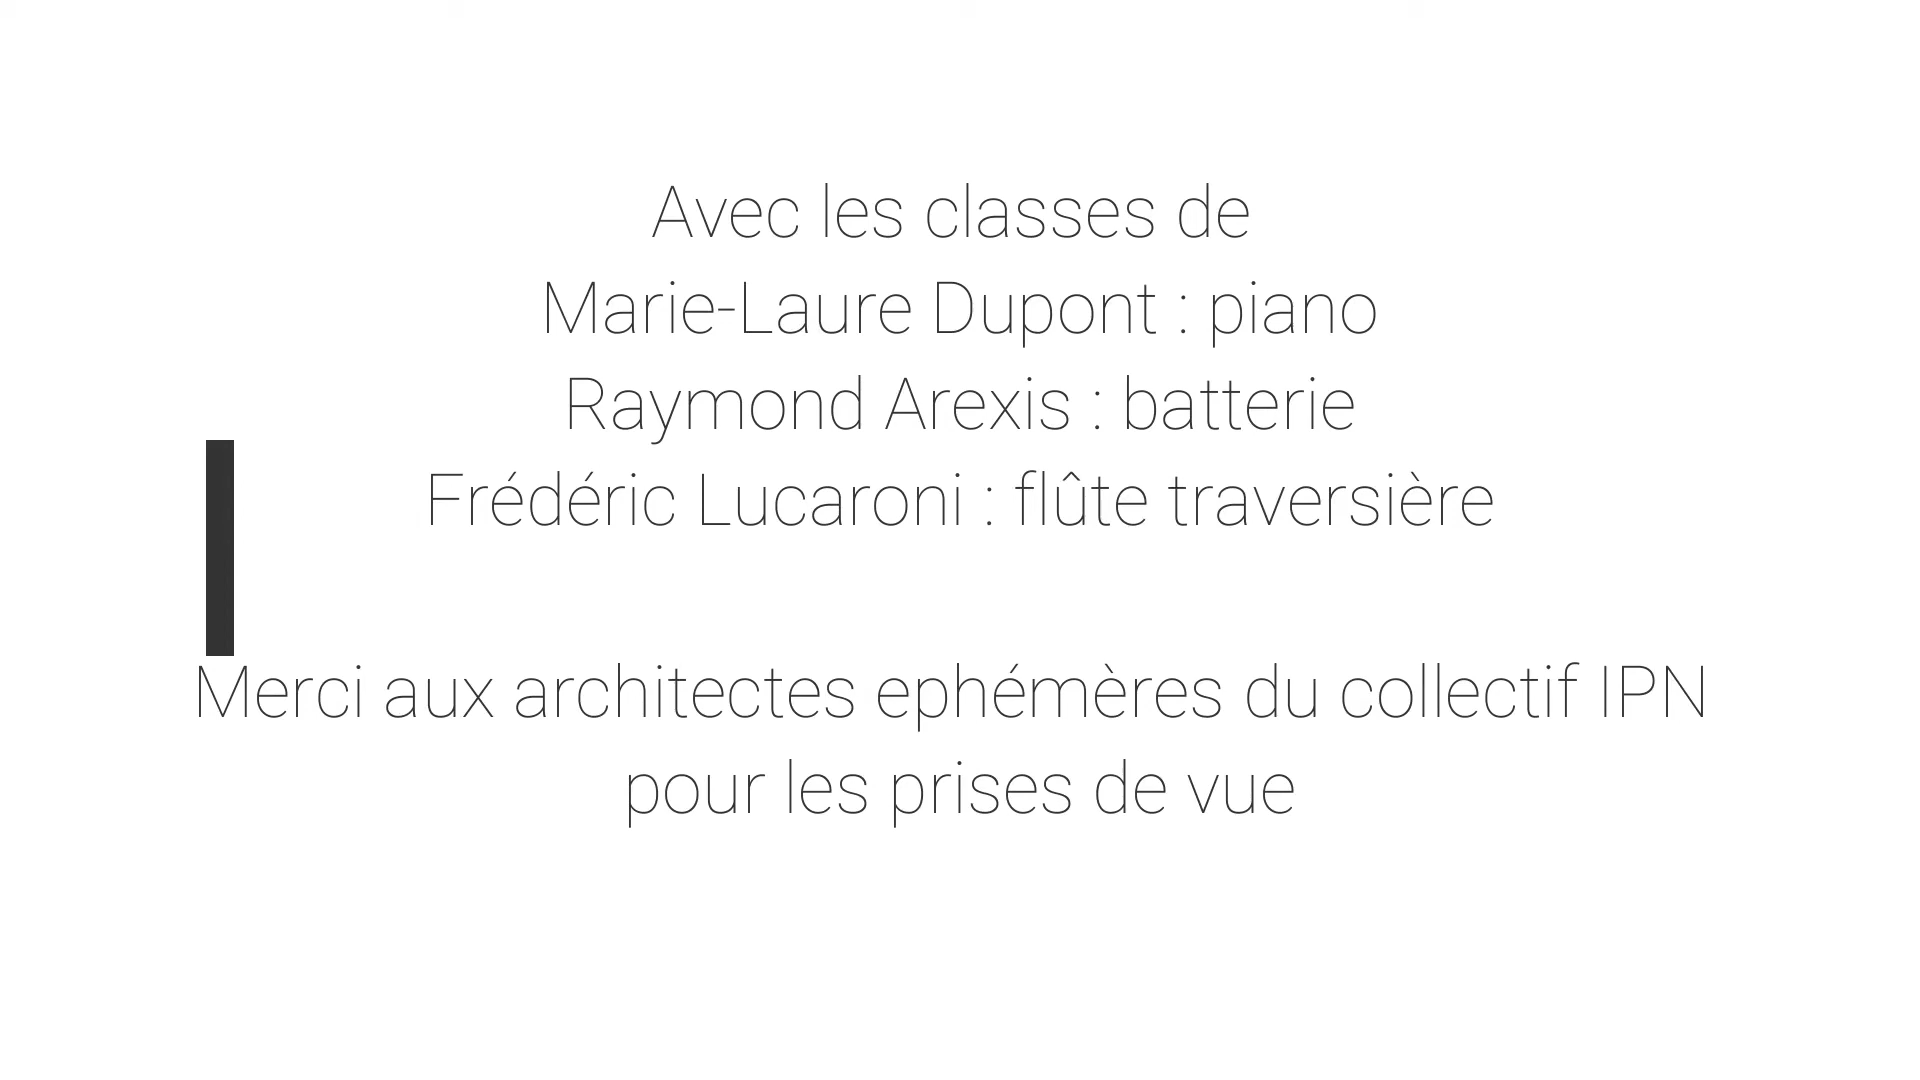 Avec les classes de
Marie-Laure Dupont : piano
Raymond Arexis : batterie
Frédéric Lucaroni : flûte traversière
Merci aux architectes ephémères du collectif IPN
pour les prises de vue